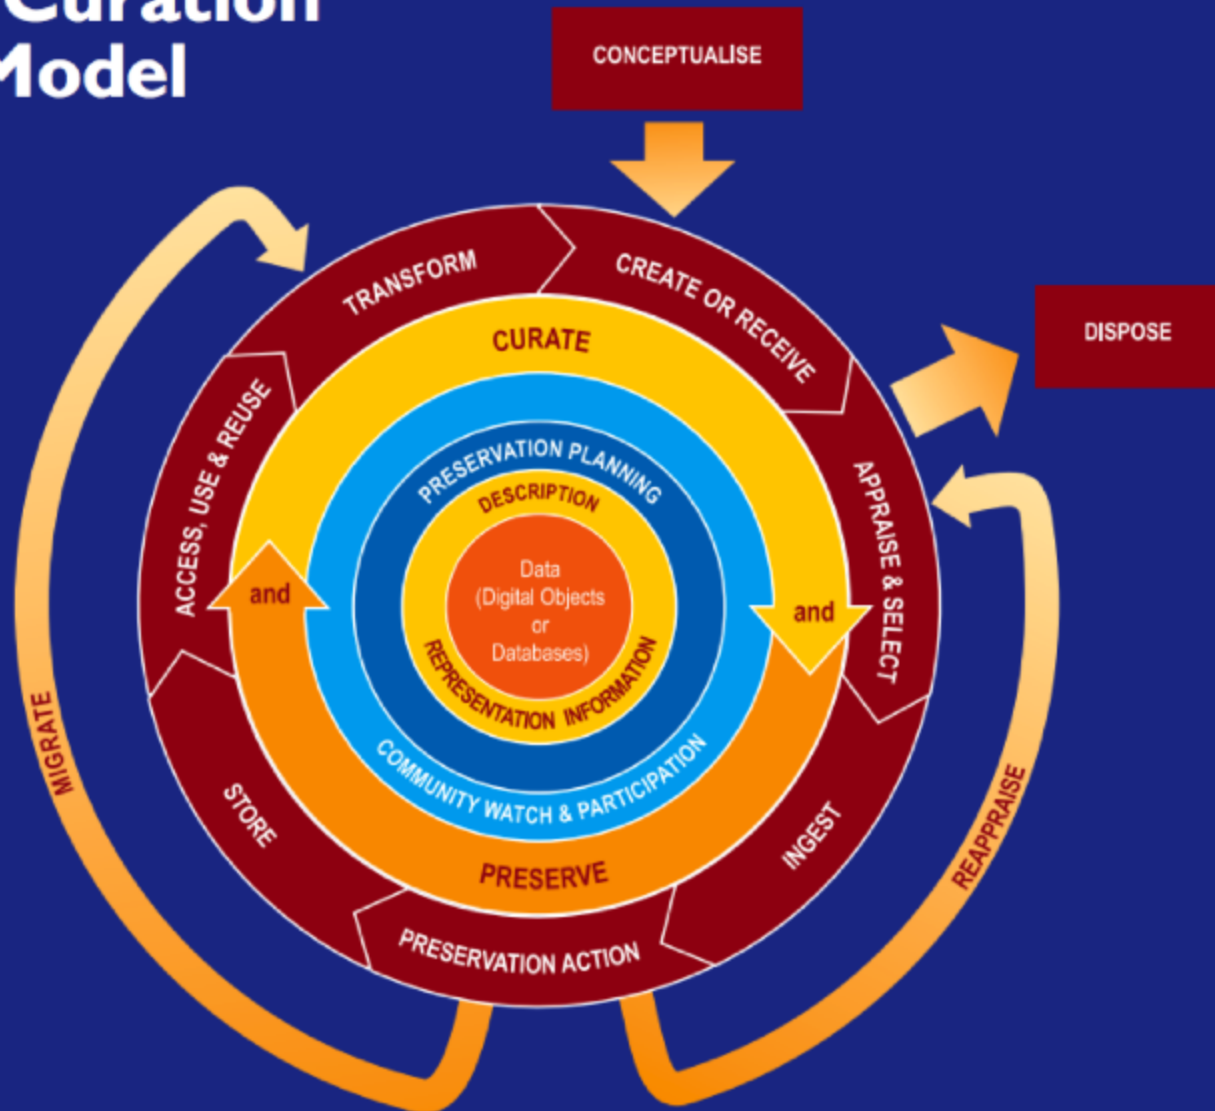 Curation
Model
CONCEPTUALISE
DISPOSE
TRANSFORM
CREATE OR RECEIVE
APPRAISE & SELECT
INGEST
PRESERVATION ACTION
STORE
ACCESS, USE & REUSE
CURATE
and
PRESERVE
and
COMMUNITY WATCH & PARTICIPATION
PRESERVATION PLANNING
DESCRIPTION
REPRESENTATION INFORMATION
Data
(Digital Objects
or
Databases)
MIGRATE
REAPPRAISE